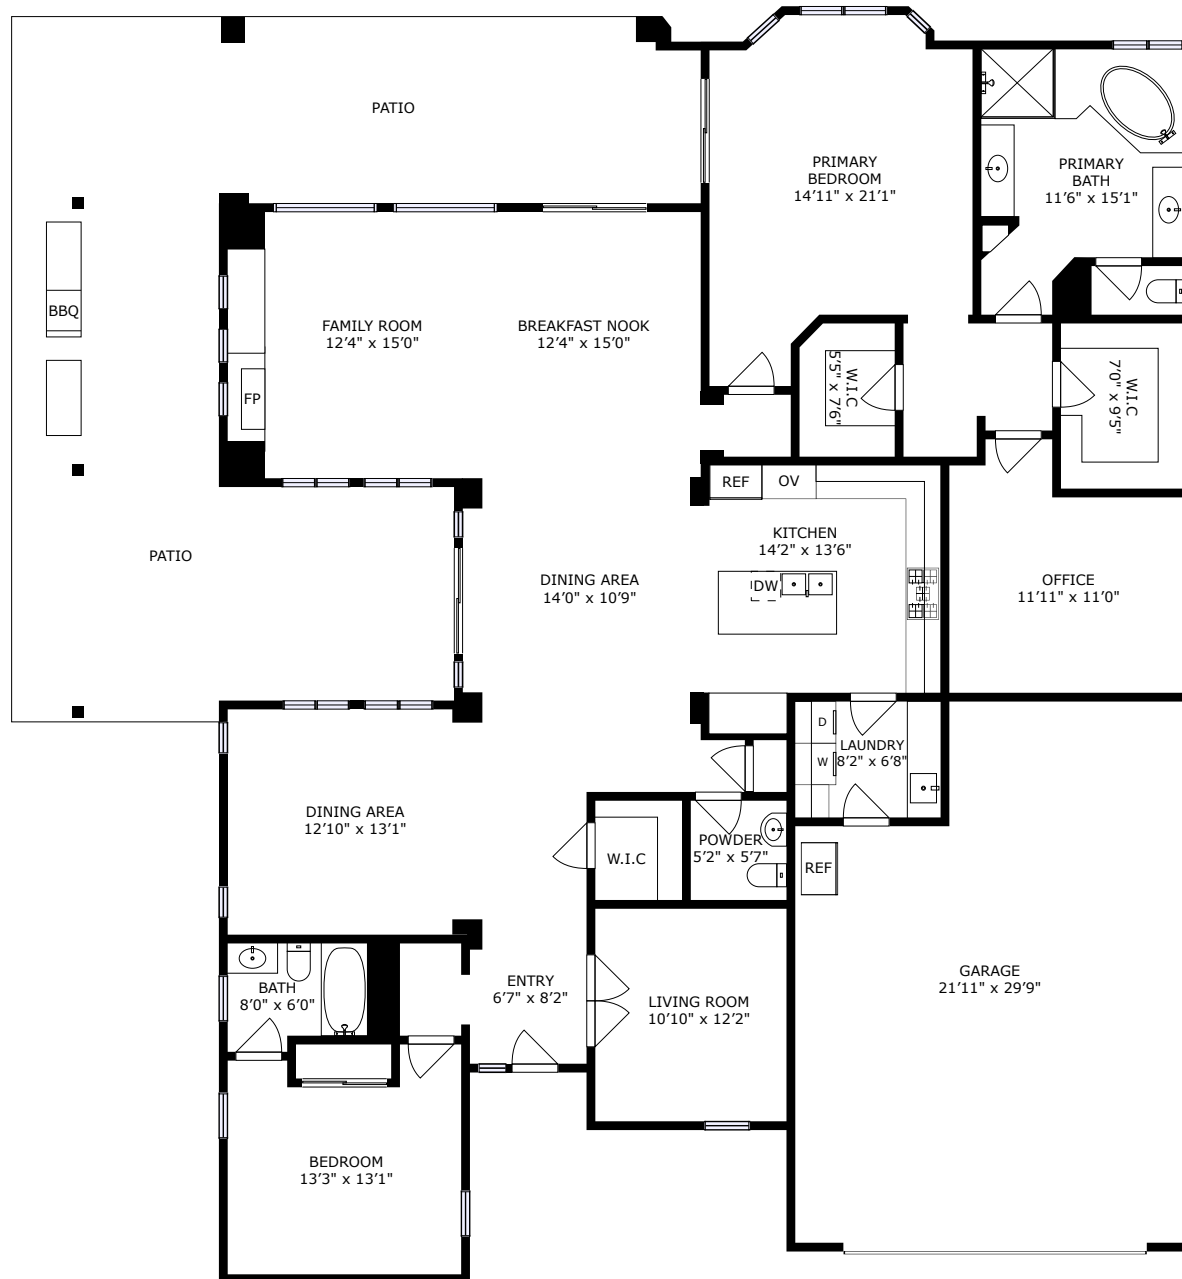 PATIO
PRIMARY
BEDROOM
14'11" x 21'1"
PRIMARY
BATH
11'6" x 15'1"
BBQ
FAMILY ROOM
12'4" x 15'0"
BREAKFAST NOOK
12'4" x 15'0"
W.I.C
5'5" x 7'6"
W.I.C
7'0" x 9'5"
FP
REF
OV
KITCHEN
14'2" x 13'6"
PATIO
DINING AREA
14'0" x 10'9"
DW
OFFICE
11'11" x 11'0"
D
W
LAUNDRY
8'2" x 6'8"
DINING AREA
12'10" x 13'1"
W.I.C
POWDER
5'2" x 5'7"
REF
BATH
8'0" x 6'0"
ENTRY
6'7" x 8'2"
LIVING ROOM
10'10" x 12'2"
GARAGE
21'11" x 29'9"
BEDROOM
13'3" x 13'1"